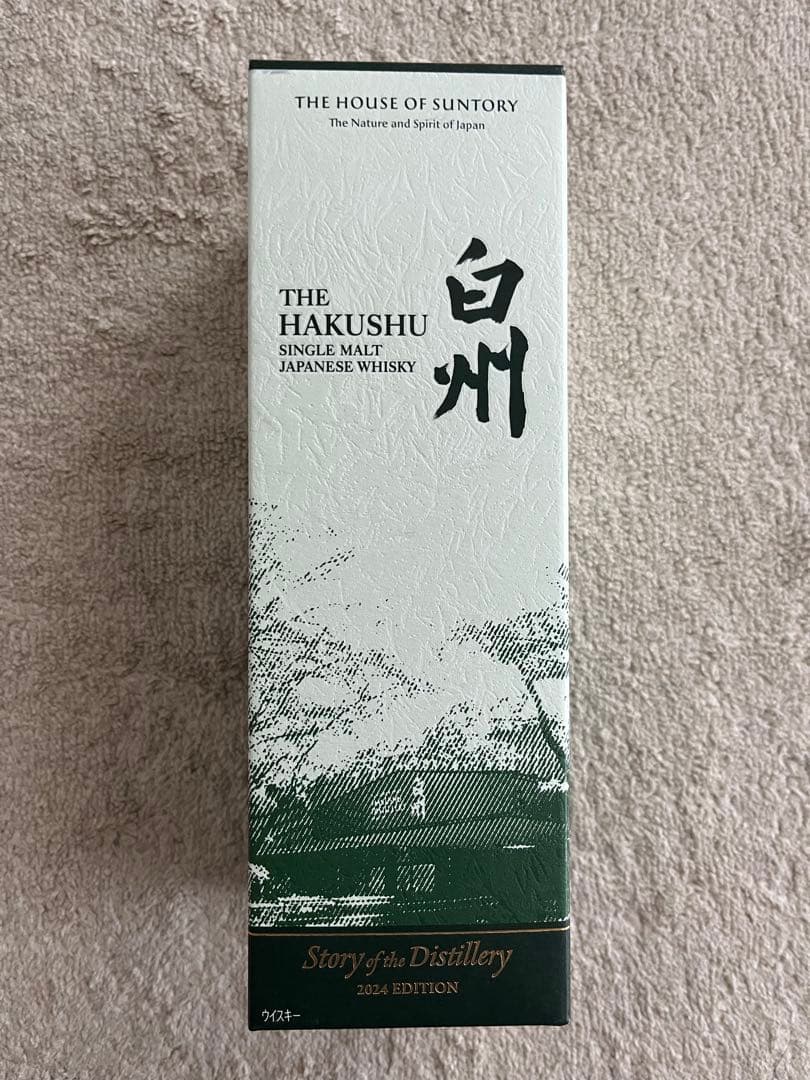 THE HOUSE OF SUNTORY
The Nature and Spirit of Japan
白州
THE
HAKUSHU
SINGLE MALT
JAPANESE WHISKY
Story of the Distillery
2024 EDITION
ウイスキー